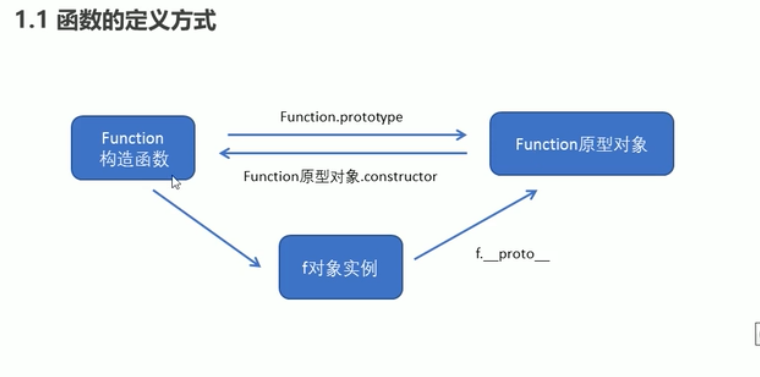 1.1 函数的定义方式
Function.prototype
Function
构造函数
Function原型对象
Function原型对象.constructor
f对象实例
f.__proto__